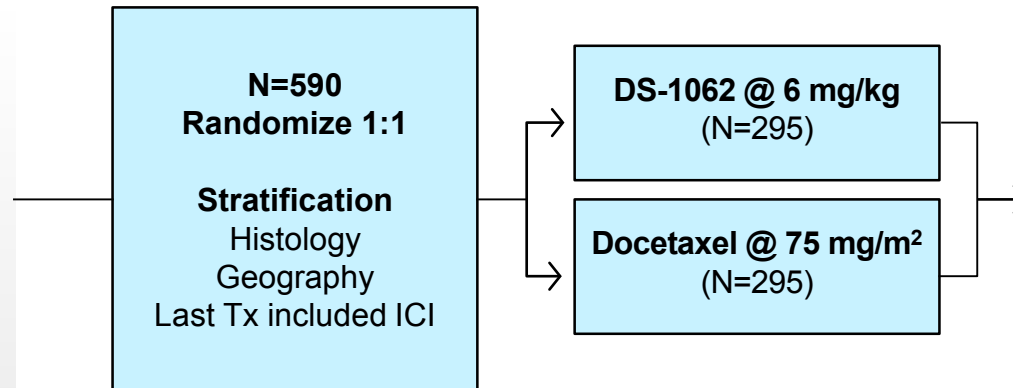 N=590
Randomize 1:1
Stratification
Histology
Geography
Last Tx included ICI
DS-1062 @ 6 mg/kg
(N=295)
Docetaxel @ 75 mg/m²
(N=295)